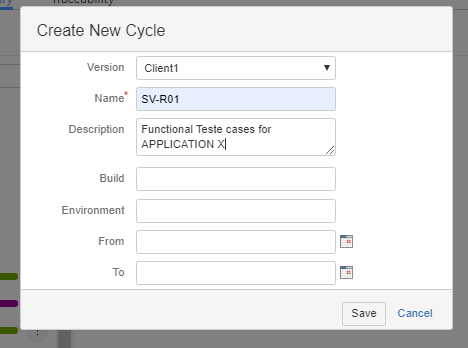 Traceability
Create New Cycle
Version Client1
Name* SV-R01
Description Functional Teste cases for
APPLICATION X
Build
Environment
From
To
Save Cancel